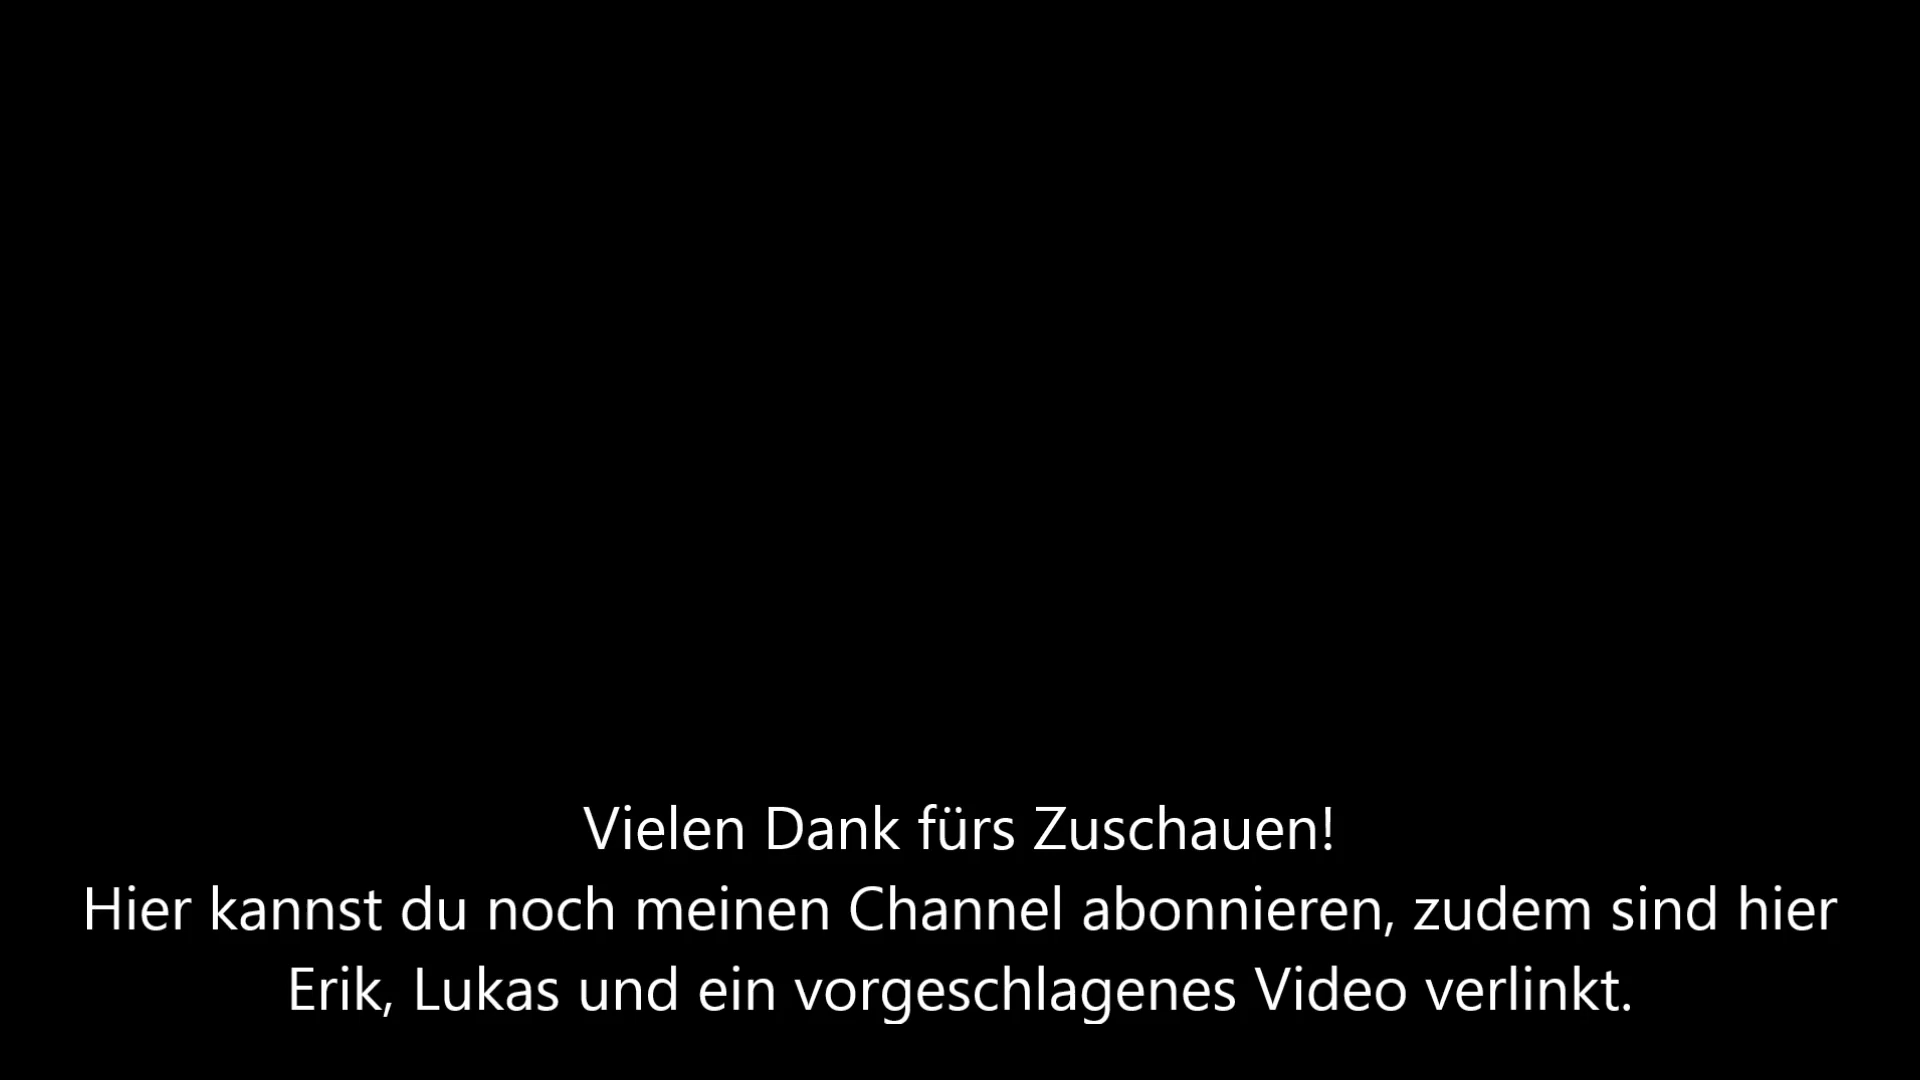 Vielen Dank fürs Zuschauen!
Hier kannst du noch meinen Channel abonnieren, zudem sind hier
Erik, Lukas und ein vorgeschlagenes Video verlinkt.